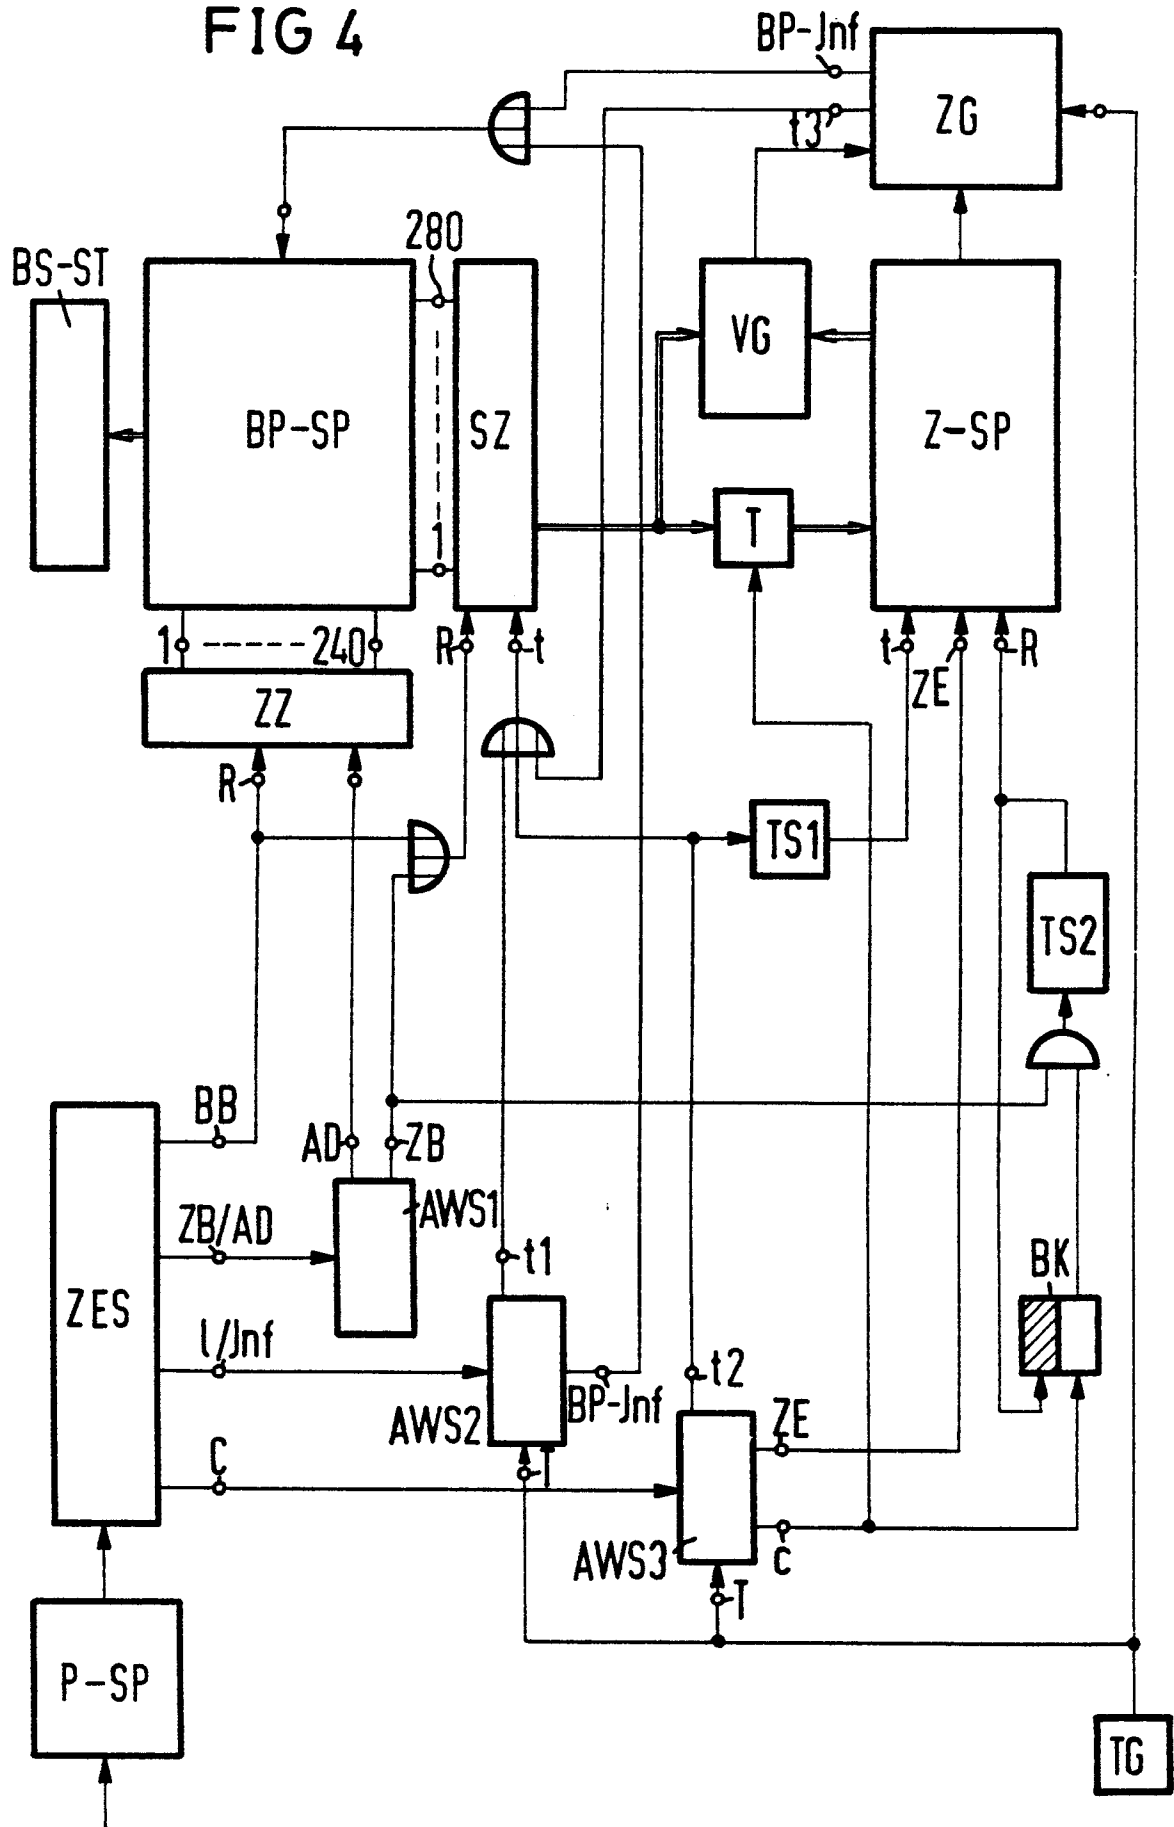 FIG 4
BP-Jnf
ZG
t3
280
BS-ST
VG
BP-SP
SZ
Z-SP
T
1
1
240
R
t
t
ZE
R
ZZ
R
TS1
TS2
BB
AD
ZB
AWS1
ZB/AD
t1
BK
ZES
l/Jnf
t2
BP-Jnf
AWS2
ZE
C
T
AWS3
c
T
P-SP
TG